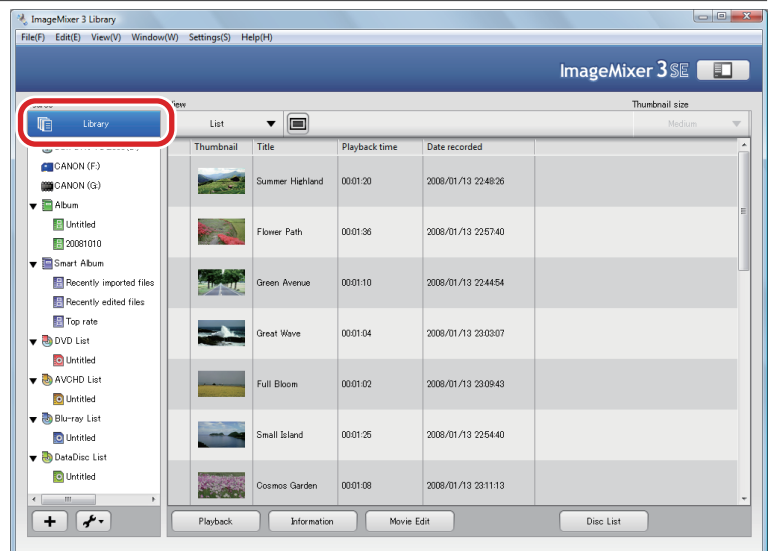 ImageMixer 3 Library
File(F) Edit(E) View(V) Window(W) Settings(S) Help(H)
ImageMixer 3 SE
View
Thumbnail size
Library
List
Medium
Thumbnail Title Playback time Date recorded
CANON (F:)
CANON (G:)
Album
Untitled
20081010
Smart Album
Recently imported files
Recently edited files
Top rate
DVD List
Untitled
AVCHD List
Untitled
Blu-ray List
Untitled
DataDisc List
Untitled
Summer Highland 00:01:20 2008/01/13 22:48:26
Flower Path 00:01:36 2008/01/13 22:57:40
Green Avenue 00:01:10 2008/01/13 22:44:54
Great Wave 00:01:04 2008/01/13 23:03:07
Full Bloom 00:01:02 2008/01/13 23:09:43
Small Island 00:01:25 2008/01/13 22:54:40
Cosmos Garden 00:01:08 2008/01/13 23:11:13
Playback Information Movie Edit Disc List